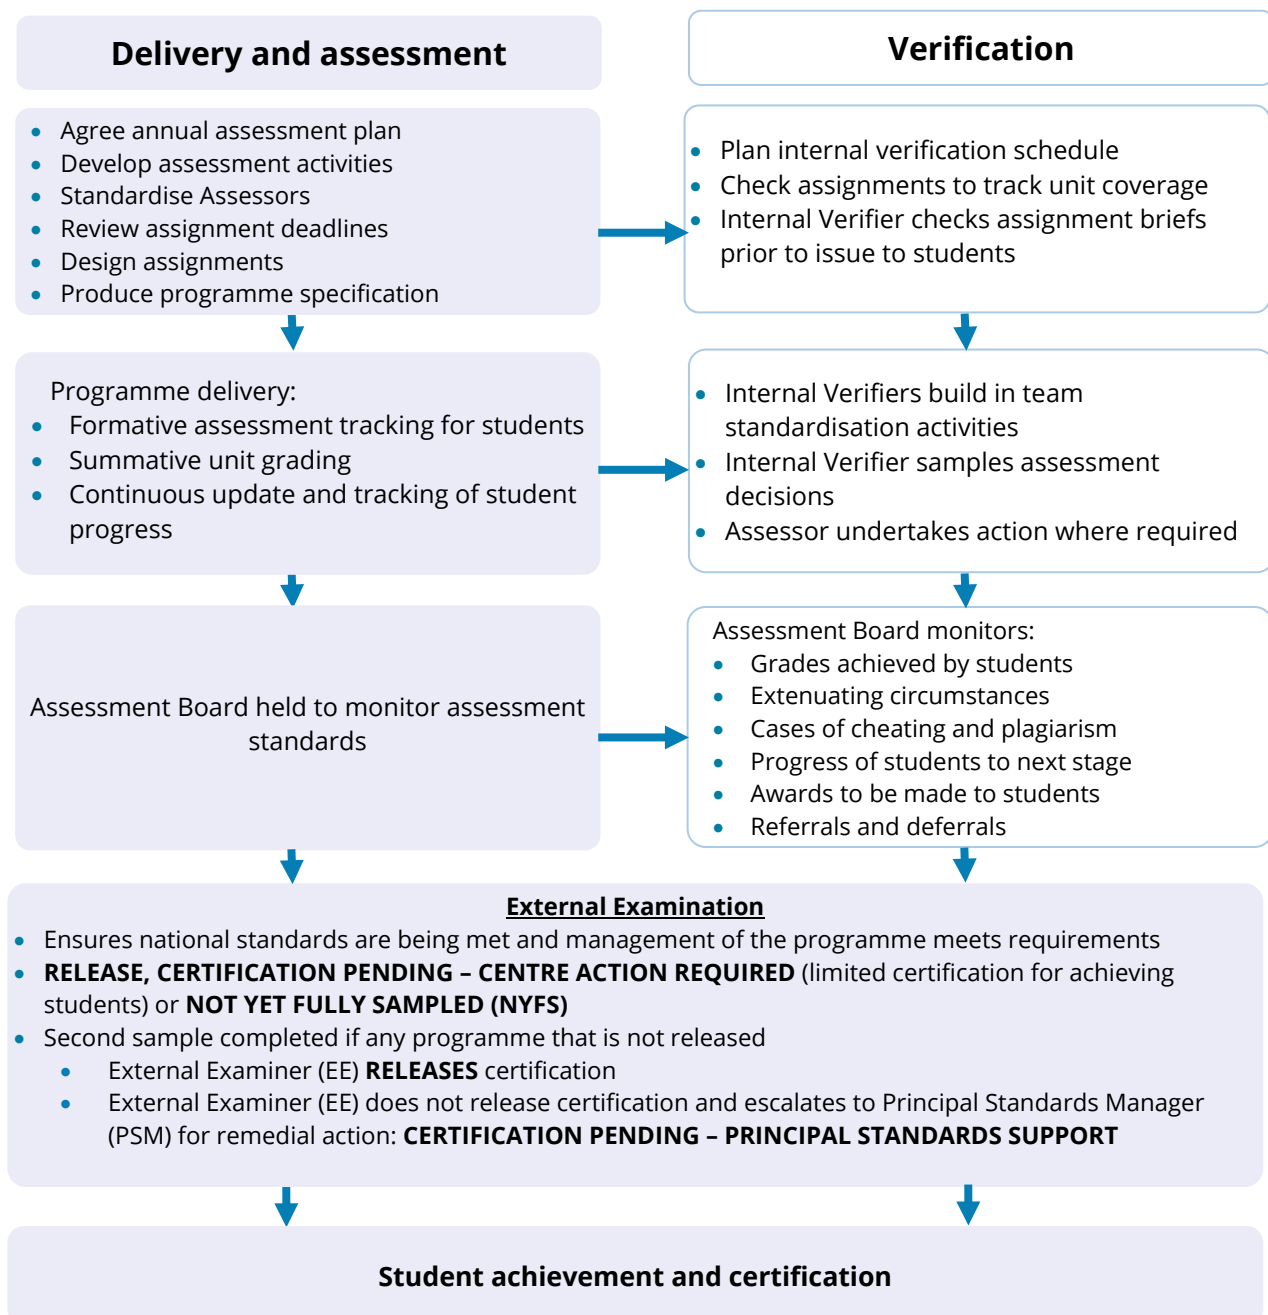 Delivery and assessment
Verification
• Agree annual assessment plan
• Develop assessment activities
• Standardise Assessors
• Review assignment deadlines
• Design assignments
• Produce programme specification
• Plan internal verification schedule
• Check assignments to track unit coverage
• Internal Verifier checks assignment briefs
prior to issue to students
Programme delivery:
• Formative assessment tracking for students
• Summative unit grading
• Continuous update and tracking of student
progress
• Internal Verifiers build in team
standardisation activities
• Internal Verifier samples assessment
decisions
• Assessor undertakes action where required
Assessment Board held to monitor assessment
standards
Assessment Board monitors:
• Grades achieved by students
• Extenuating circumstances
• Cases of cheating and plagiarism
• Progress of students to next stage
• Awards to be made to students
• Referrals and deferrals
External Examination
• Ensures national standards are being met and management of the programme meets requirements
• RELEASE, CERTIFICATION PENDING – CENTRE ACTION REQUIRED (limited certification for achieving
students) or NOT YET FULLY SAMPLED (NYFS)
• Second sample completed if any programme that is not released
• External Examiner (EE) RELEASES certification
• External Examiner (EE) does not release certification and escalates to Principal Standards Manager
(PSM) for remedial action: CERTIFICATION PENDING – PRINCIPAL STANDARDS SUPPORT
Student achievement and certification